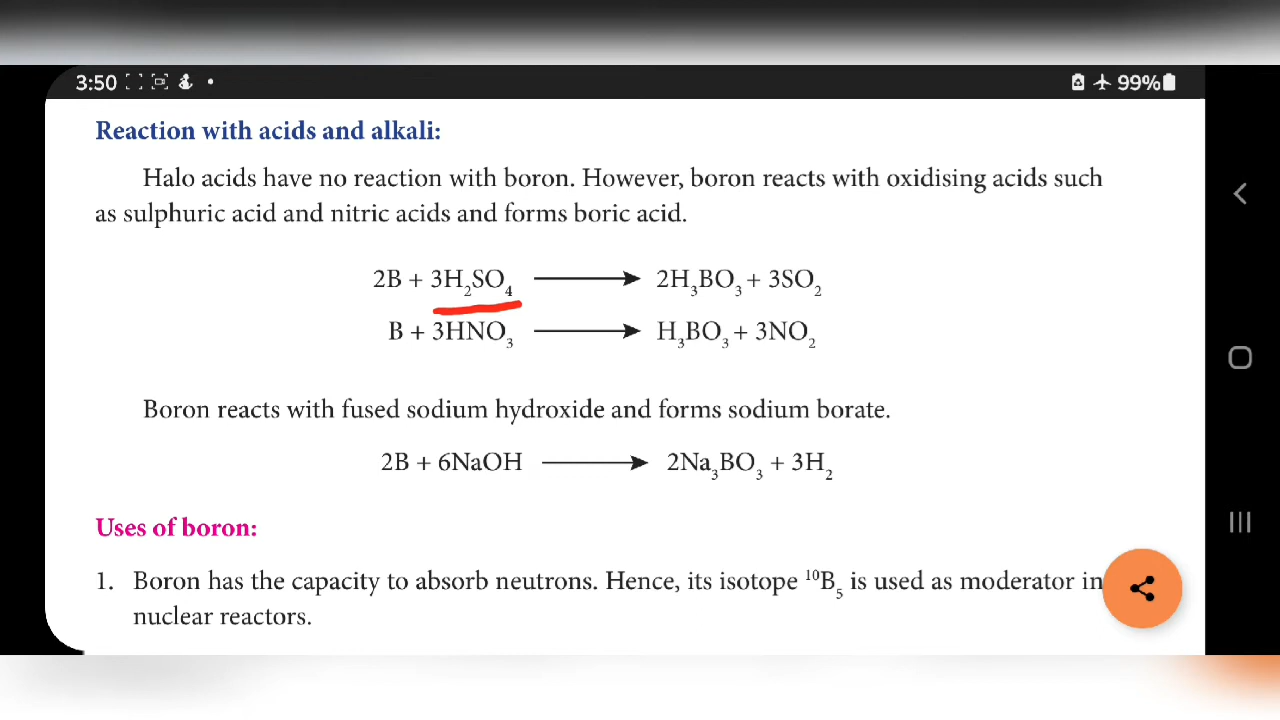 3:50
99%
Reaction with acids and alkali:
Halo acids have no reaction with boron. However, boron reacts with oxidising acids such
as sulphuric acid and nitric acids and forms boric acid.
2B + 3H₂SO₄ ⟶ 2H₃BO₃ + 3SO₂
B + 3HNO₃ ⟶ H₃BO₃ + 3NO₂
Boron reacts with fused sodium hydroxide and forms sodium borate.
2B + 6NaOH ⟶ 2Na₃BO₃ + 3H₂
Uses of boron:
1. Boron has the capacity to absorb neutrons. Hence, its isotope ¹⁰B₅ is used as moderator in
nuclear reactors.